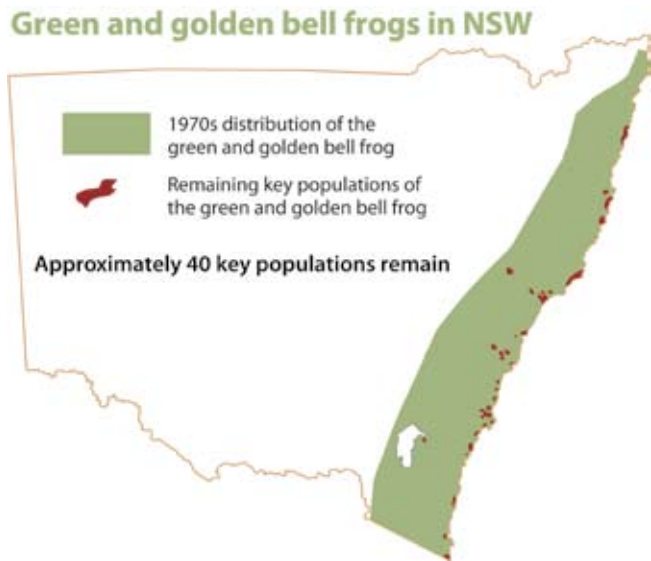 Green and golden bell frogs in NSW
1970s distribution of the
green and golden bell frog
Remaining key populations of
the green and golden bell frog
Approximately 40 key populations remain